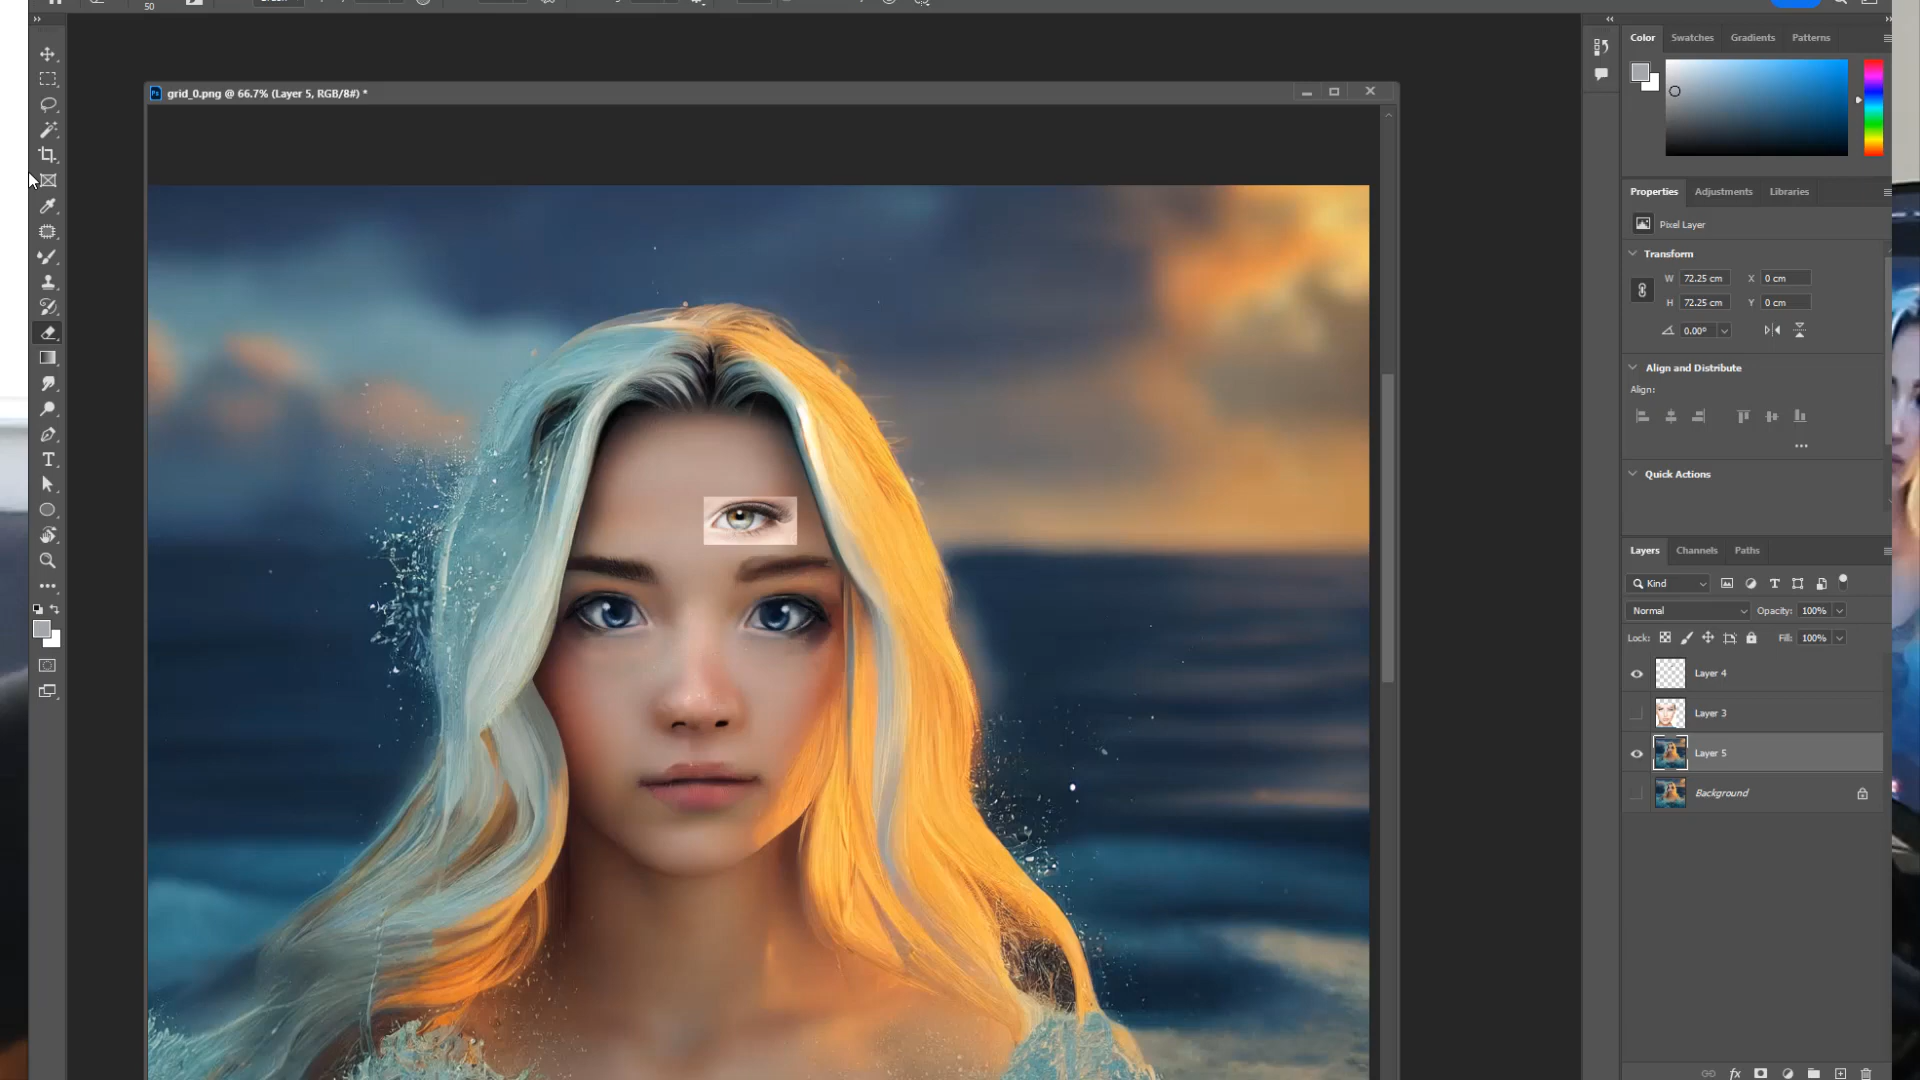 50
Color Swatches Gradients Patterns
grid_0.png @ 66.7% (Layer 5, RGB/8#) *
Properties Adjustments Libraries
Pixel Layer
Transform
W 72.25 cm X 0 cm
H 72.25 cm Y 0 cm
0.00°
Align and Distribute
Align:
Quick Actions
Layers Channels Paths
Kind
Normal Opacity: 100%
Lock: Fill: 100%
Layer 4
Layer 3
Layer 5
Background